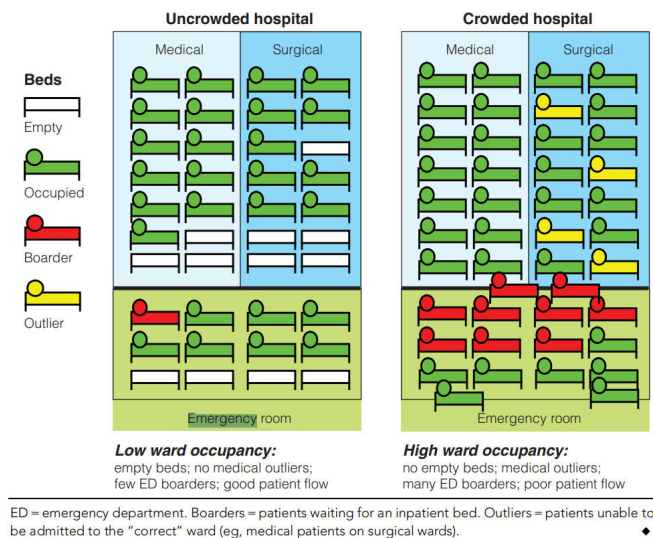 Uncrowded hospital
Crowded hospital
Medical
Surgical
Medical
Surgical
Beds
Empty
Occupied
Boarder
Outlier
Emergency room
Emergency room
Low ward occupancy:
empty beds; no medical outliers;
few ED boarders; good patient flow
High ward occupancy:
no empty beds; medical outliers;
many ED boarders; poor patient flow
ED = emergency department. Boarders = patients waiting for an inpatient bed. Outliers = patients unable to
be admitted to the “correct” ward (eg, medical patients on surgical wards). ◆